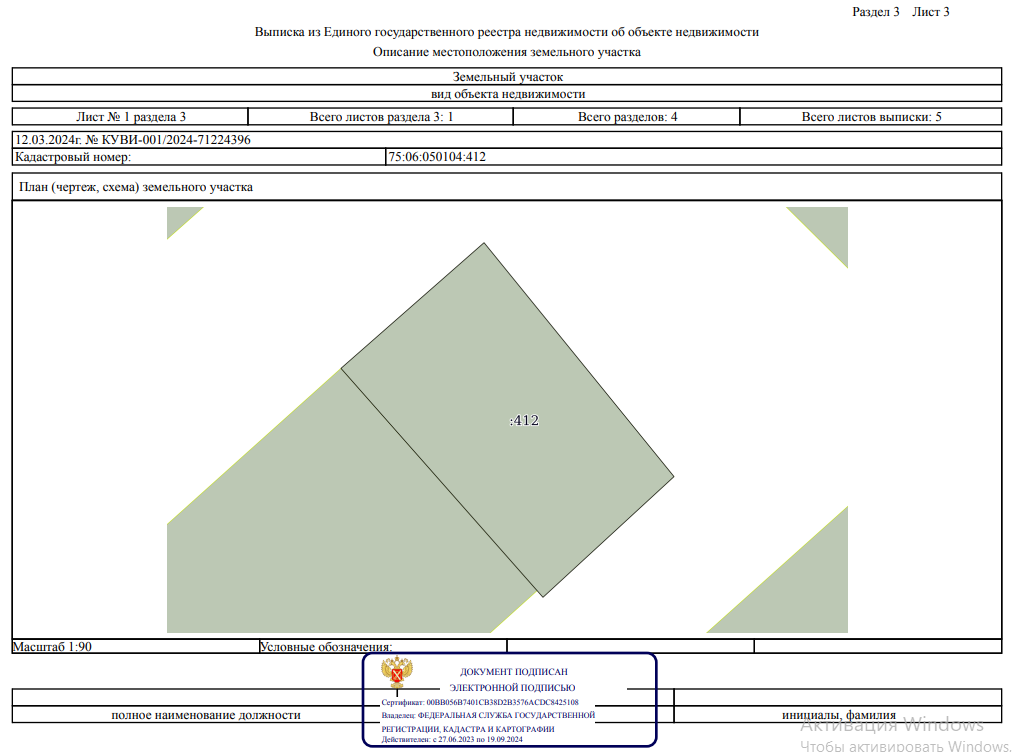 Раздел 3 Лист 3
Выписка из Единого государственного реестра недвижимости об объекте недвижимости
Описание местоположения земельного участка
Земельный участок
вид объекта недвижимости
Лист № 1 раздела 3 Всего листов раздела 3: 1 Всего разделов: 4 Всего листов выписки: 5
12.03.2024г. № КУВИ-001/2024-71224396
Кадастровый номер: 75:06:050104:412
План (чертеж, схема) земельного участка
:412
Масштаб 1:90 Условные обозначения:
ДОКУМЕНТ ПОДПИСАН
ЭЛЕКТРОННОЙ ПОДПИСЬЮ
Сертификат: 00BB056B7401CB38D2B3576ACDC8425108
Владелец: ФЕДЕРАЛЬНАЯ СЛУЖБА ГОСУДАРСТВЕННОЙ
РЕГИСТРАЦИИ, КАДАСТРА И КАРТОГРАФИИ
Действителен: с 27.06.2023 по 19.09.2024
полное наименование должности инициалы, фамилия
Активация Windows
Чтобы активировать Windows,